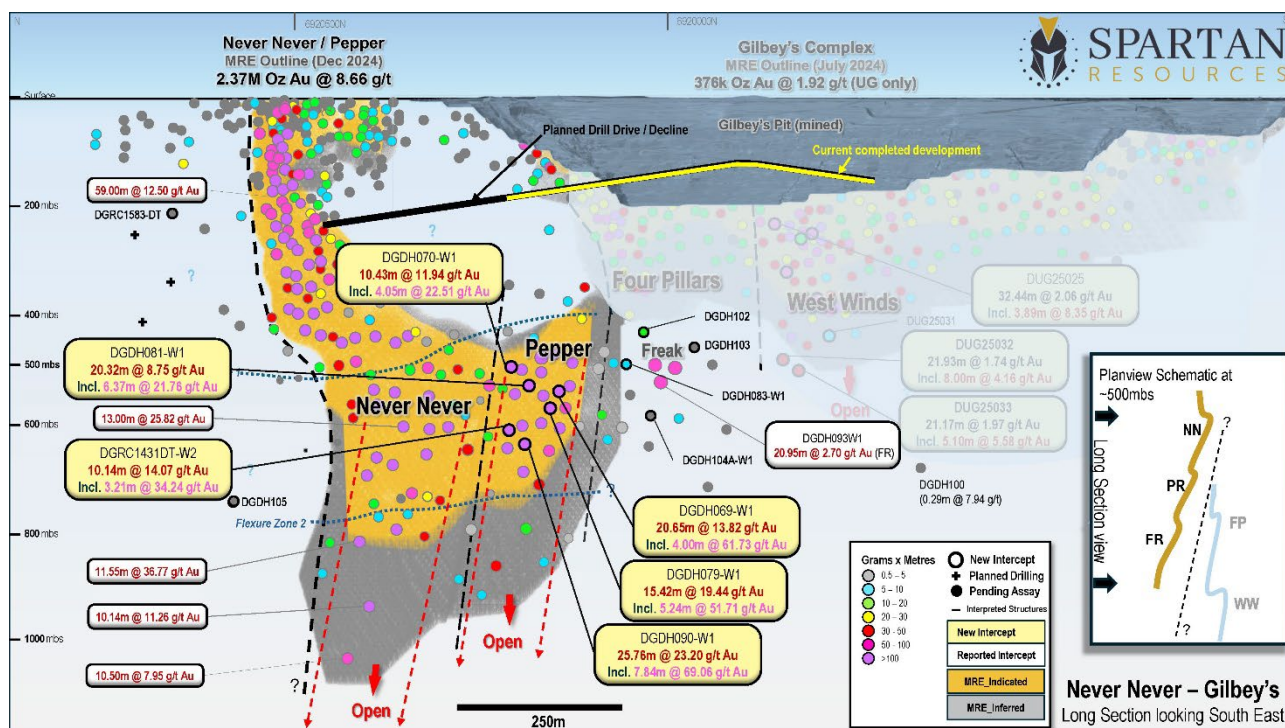 N
6920500N
6920000N
Never Never / Pepper
MRE Outline (Dec 2024)
2.37M Oz Au @ 8.66 g/t
Gilbey's Complex
MRE Outline (July 2024)
376k Oz Au @ 1.92 g/t (UG only)
SPARTAN
RESOURCES
Surface
Planned Drill Drive / Decline
Gilbey's Pit (mined)
Current completed development
59.00m @ 12.50 g/t Au
200 mbs
DGRC1583-DT
?
?
?
DGDH070-W1
10.43m @ 11.94 g/t Au
Incl. 4.05m @ 22.51 g/t Au
Four Pillars
West Winds
DUG25025
32.44m @ 2.06 g/t Au
Incl. 3.89m @ 8.35 g/t Au
400 mbs
DGDH102
DUG25031
DGDH103
DGDH081-W1
20.32m @ 8.75 g/t Au
Incl. 6.37m @ 21.76 g/t Au
500 mbs
Pepper
Freak
DUG25032
21.93m @ 1.74 g/t Au
Incl. 8.00m @ 4.16 g/t Au
DGDH083-W1
Open
Never Never
13.00m @ 25.82 g/t Au
600 mbs
DUG25033
21.17m @ 1.97 g/t Au
Incl. 5.10m @ 5.58 g/t Au
DGDH093W1
20.95m @ 2.70 g/t Au (FR)
DGRC1431DT-W2
10.14m @ 14.07 g/t Au
Incl. 3.21m @ 34.24 g/t Au
DGDH104A-W1
DGDH100
(0.29m @ 7.94 g/t)
DGDH105
?
Flexure Zone 2
800 mbs
DGDH069-W1
20.65m @ 13.82 g/t Au
Incl. 4.00m @ 61.73 g/t Au
11.55m @ 36.77 g/t Au
DGDH079-W1
15.42m @ 19.44 g/t Au
Incl. 5.24m @ 51.71 g/t Au
10.14m @ 11.26 g/t Au
1000 mbs
Open
DGDH090-W1
25.76m @ 23.20 g/t Au
Incl. 7.84m @ 69.06 g/t Au
10.50m @ 7.95 g/t Au
?
Open
250m
Grams x Metres
0.5 – 5
5 – 10
10 – 20
20 – 30
30 - 50
50 - 100
>100
New Intercept
Planned Drilling
Pending Assay
Interpreted Structures
New Intercept
Reported Intercept
MRE_Indicated
MRE_Inferred
Planview Schematic at
~500mbs
Long Section view
NN
?
PR
FR
FP
WW
?
Never Never – Gilbey's
Long Section looking South East